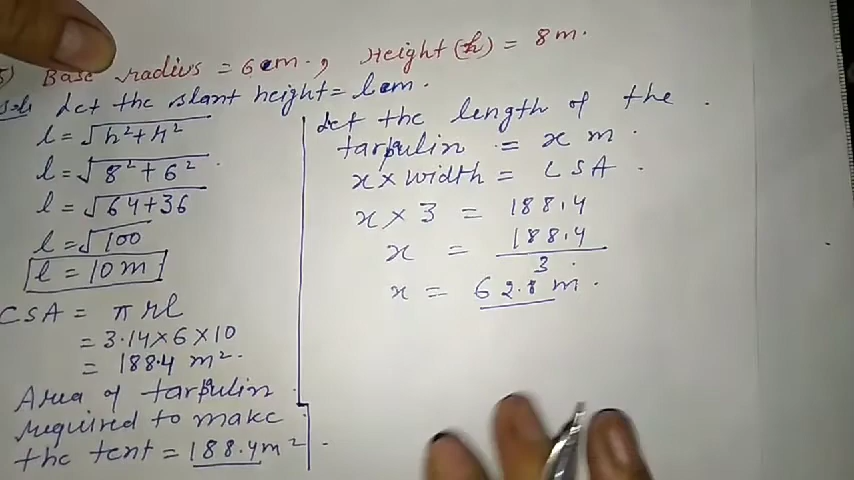 5) Base radius = 6 m. , Height (h) = 8 m.
Sol: Let the slant height = l m.
l = √h²+r²
l = √8²+6²
l = √64+36
l = √100
l = 10 m
CSA = πrl
= 3.14×6×10
= 188.4 m².
Area of tarpulin
required to make
the tent = 188.4 m²
Let the length of the
tarpulin = x m.
x × width = CSA.
x × 3 = 188.4
x = 188.4
3
x = 62.8 m.